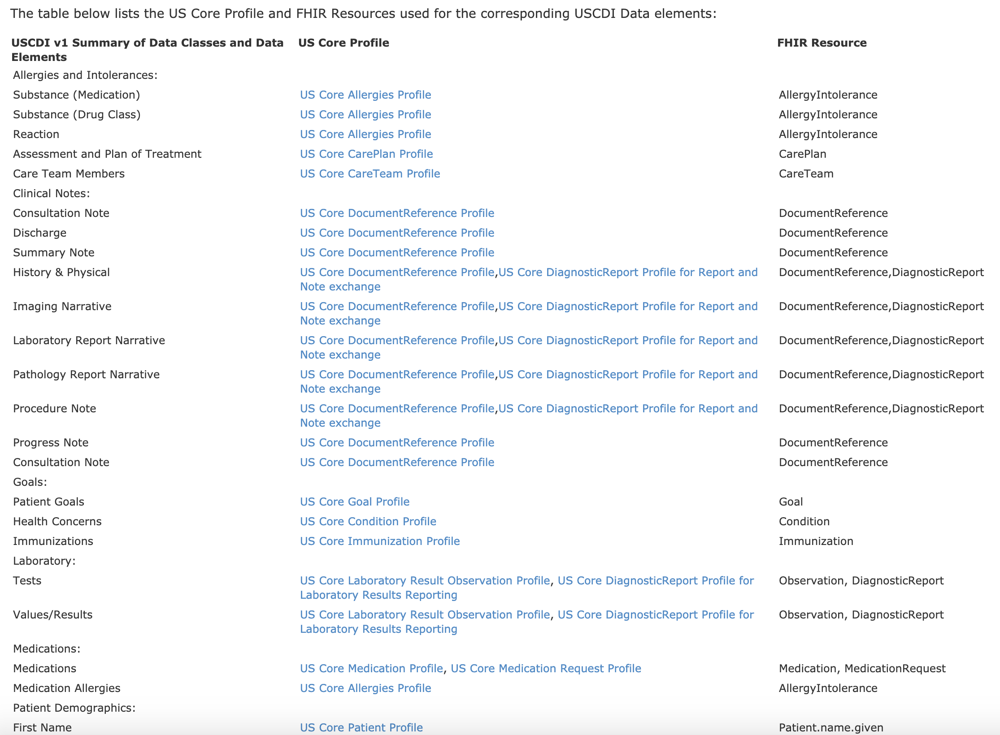 The table below lists the US Core Profile and FHIR Resources used for the corresponding USCDI Data elements:
USCDI v1 Summary of Data Classes and Data Elements US Core Profile FHIR Resource
Allergies and Intolerances:
Substance (Medication) US Core Allergies Profile AllergyIntolerance
Substance (Drug Class) US Core Allergies Profile AllergyIntolerance
Reaction US Core Allergies Profile AllergyIntolerance
Assessment and Plan of Treatment US Core CarePlan Profile CarePlan
Care Team Members US Core CareTeam Profile CareTeam
Clinical Notes:
Consultation Note US Core DocumentReference Profile DocumentReference
Discharge US Core DocumentReference Profile DocumentReference
Summary Note US Core DocumentReference Profile DocumentReference
History & Physical US Core DocumentReference Profile,US Core DiagnosticReport Profile for Report and Note exchange DocumentReference,DiagnosticReport
Imaging Narrative US Core DocumentReference Profile,US Core DiagnosticReport Profile for Report and Note exchange DocumentReference,DiagnosticReport
Laboratory Report Narrative US Core DocumentReference Profile,US Core DiagnosticReport Profile for Report and Note exchange DocumentReference,DiagnosticReport
Pathology Report Narrative US Core DocumentReference Profile,US Core DiagnosticReport Profile for Report and Note exchange DocumentReference,DiagnosticReport
Procedure Note US Core DocumentReference Profile,US Core DiagnosticReport Profile for Report and Note exchange DocumentReference,DiagnosticReport
Progress Note US Core DocumentReference Profile DocumentReference
Consultation Note US Core DocumentReference Profile DocumentReference
Goals:
Patient Goals US Core Goal Profile Goal
Health Concerns US Core Condition Profile Condition
Immunizations US Core Immunization Profile Immunization
Laboratory:
Tests US Core Laboratory Result Observation Profile, US Core DiagnosticReport Profile for Laboratory Results Reporting Observation, DiagnosticReport
Values/Results US Core Laboratory Result Observation Profile, US Core DiagnosticReport Profile for Laboratory Results Reporting Observation, DiagnosticReport
Medications:
Medications US Core Medication Profile, US Core Medication Request Profile Medication, MedicationRequest
Medication Allergies US Core Allergies Profile AllergyIntolerance
Patient Demographics:
First Name US Core Patient Profile Patient.name.given